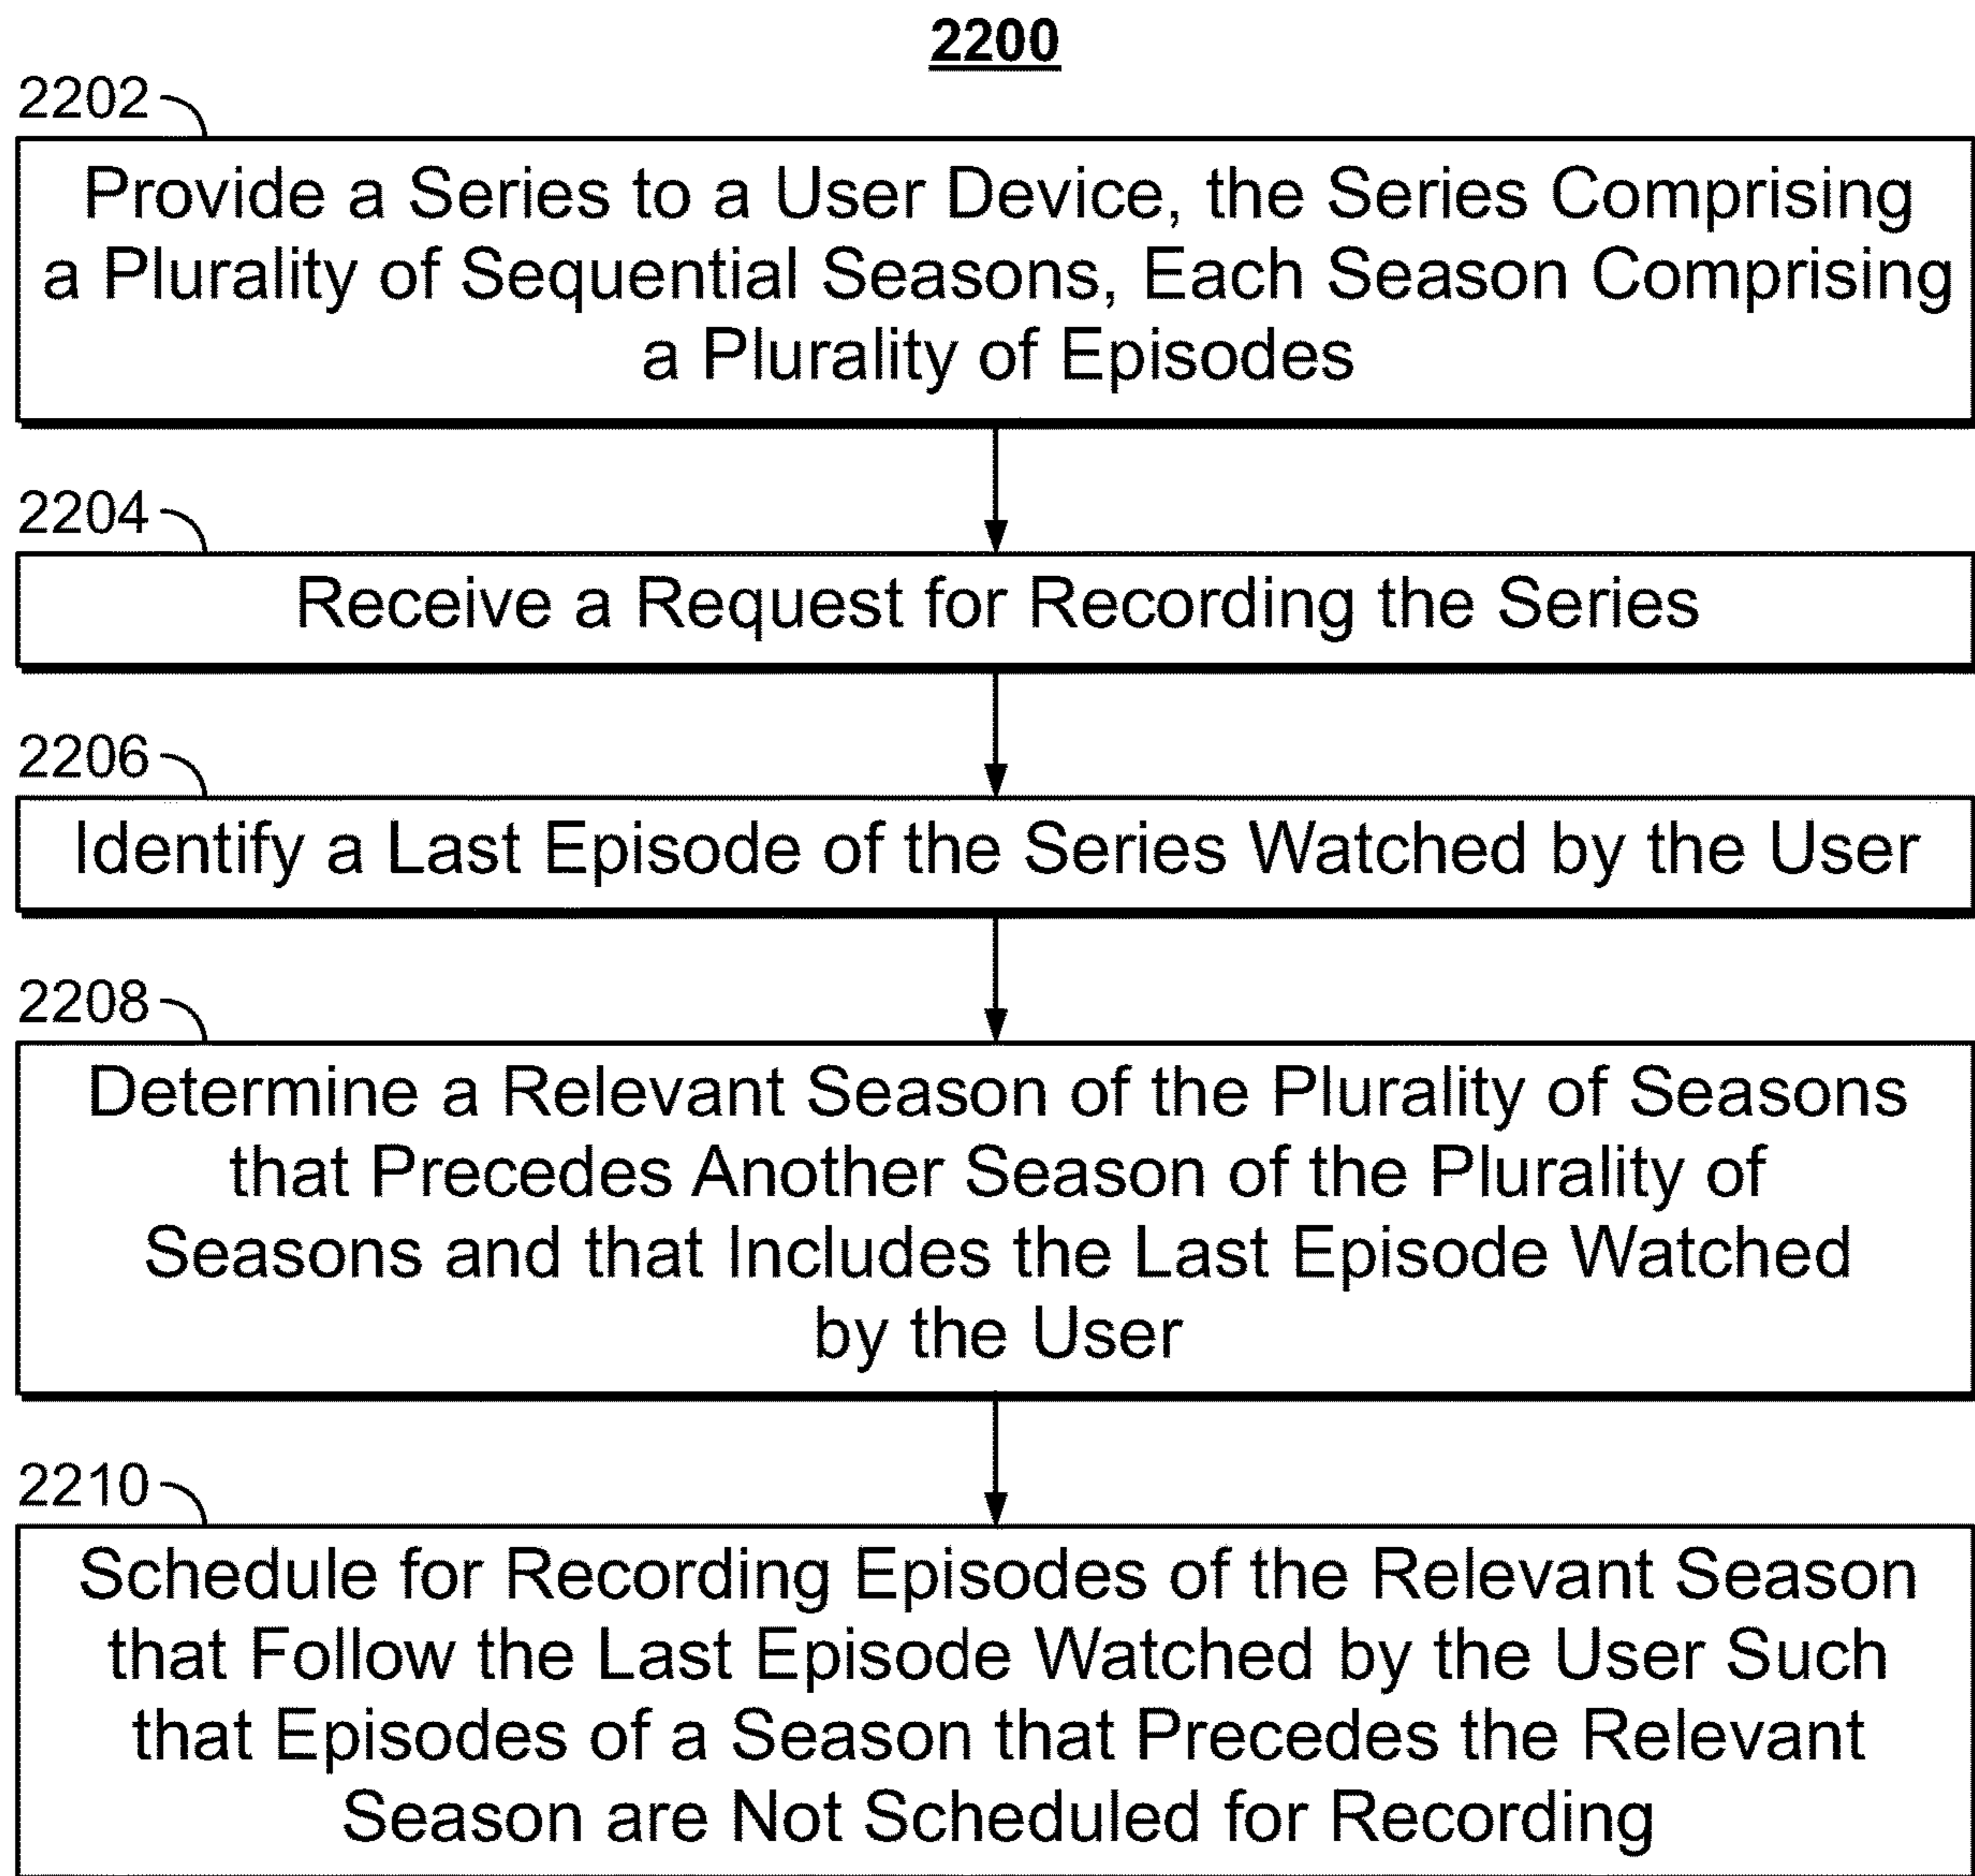 2200
2202
Provide a Series to a User Device, the Series Comprising
a Plurality of Sequential Seasons, Each Season Comprising
a Plurality of Episodes
2204
Receive a Request for Recording the Series
2206
Identify a Last Episode of the Series Watched by the User
2208
Determine a Relevant Season of the Plurality of Seasons
that Precedes Another Season of the Plurality of
Seasons and that Includes the Last Episode Watched
by the User
2210
Schedule for Recording Episodes of the Relevant Season
that Follow the Last Episode Watched by the User Such
that Episodes of a Season that Precedes the Relevant
Season are Not Scheduled for Recording